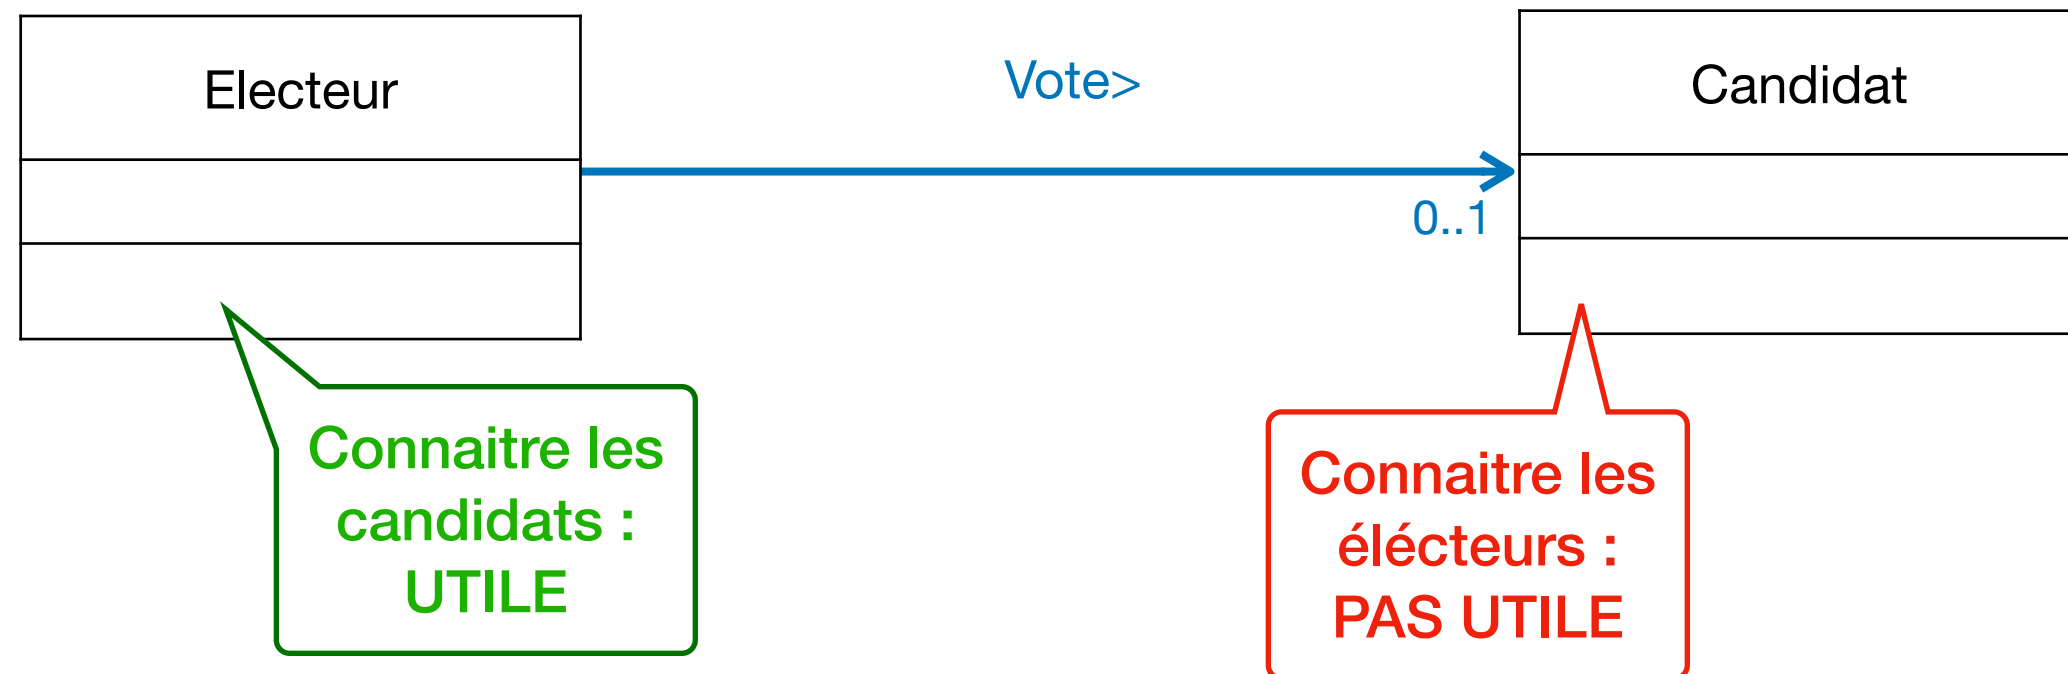 Electeur
Vote>
Candidat
0..1
Connaitre les
candidats :
UTILE
Connaitre les
élécteurs :
PAS UTILE